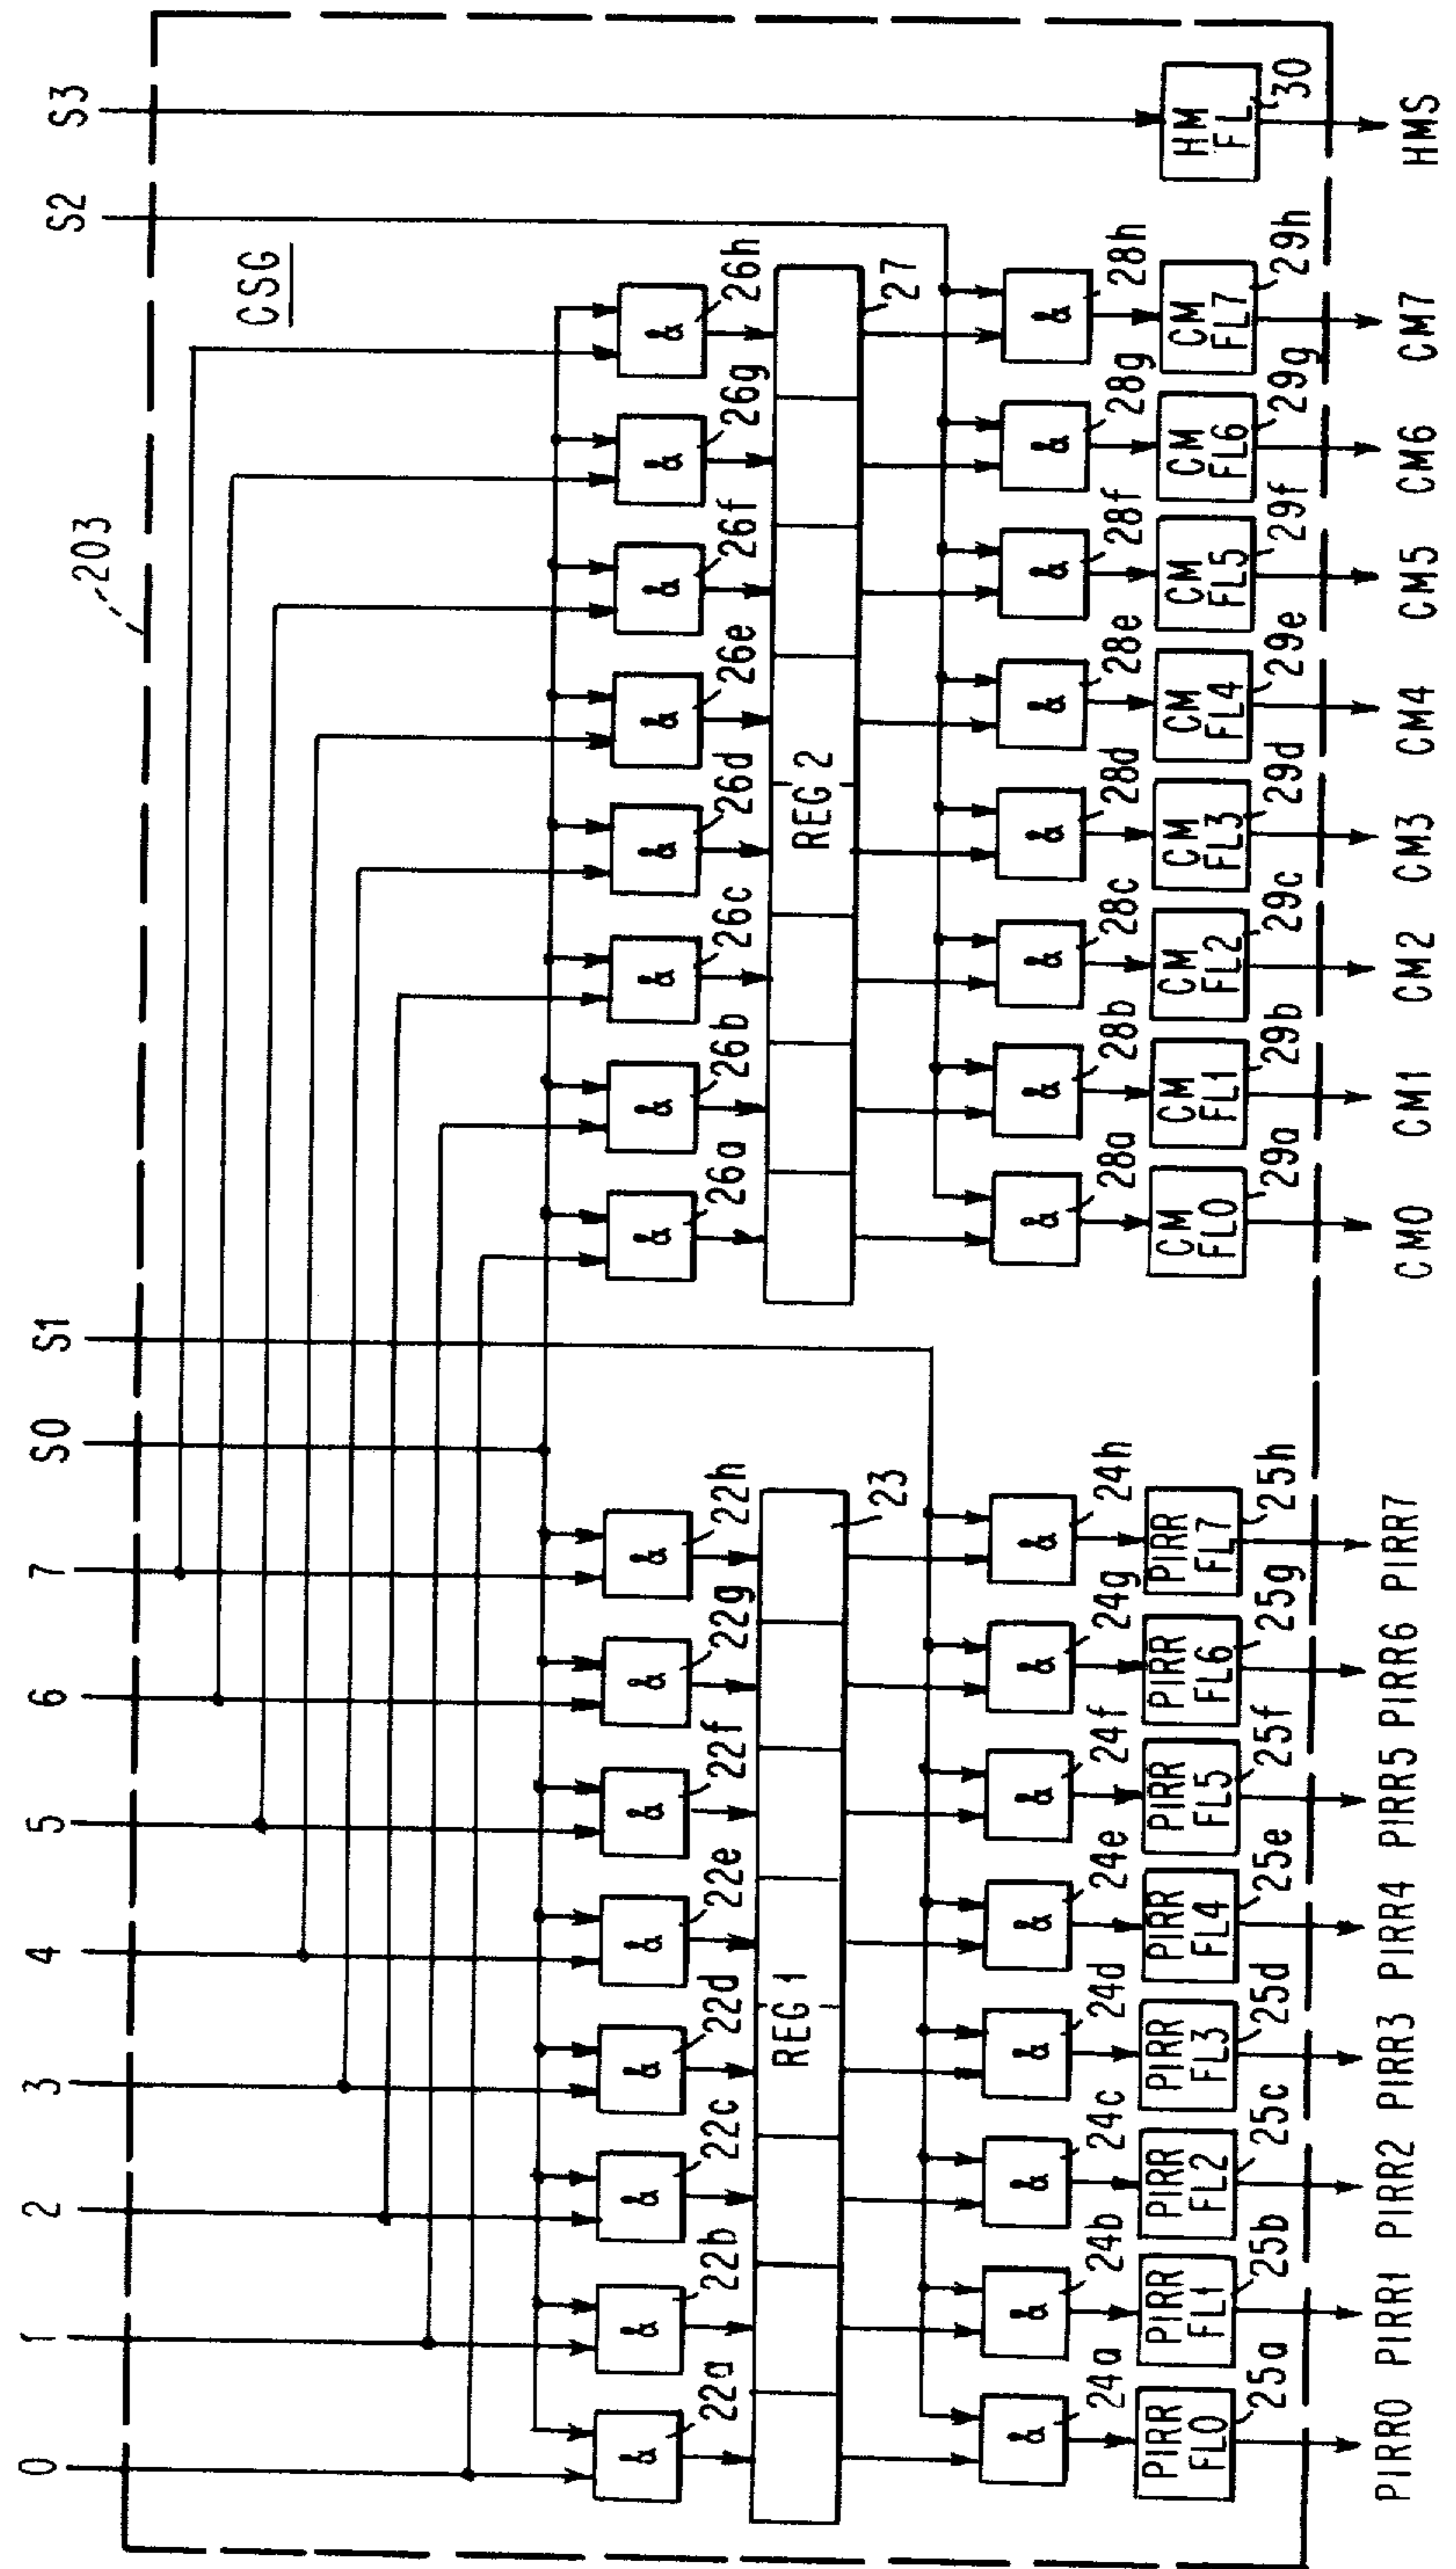 0 1 2 3 4 5 6 7 S0 S1 S2 S3
203
CSG
& & & & & & & & & & & & & & & &
22a 22b 22c 22d 22e 22f 22g 22h 26a 26b 26c 26d 26e 26f 26g 26h
REG 1 23 REG 2 27
& & & & & & & & & & & & & & & &
24a 24b 24c 24d 24e 24f 24g 24h 28a 28b 28c 28d 28e 28f 28g 28h
PIRR PIRR PIRR PIRR PIRR PIRR PIRR PIRR CM CM CM CM CM CM CM CM HM
FL0 FL1 FL2 FL3 FL4 FL5 FL6 FL7 FL0 FL1 FL2 FL3 FL4 FL5 FL6 FL7 FL
25a 25b 25c 25d 25e 25f 25g 25h 29a 29b 29c 29d 29e 29f 29g 29h 30
PIRR0 PIRR1 PIRR2 PIRR3 PIRR4 PIRR5 PIRR6 PIRR7 CM0 CM1 CM2 CM3 CM4 CM5 CM6 CM7 HMS